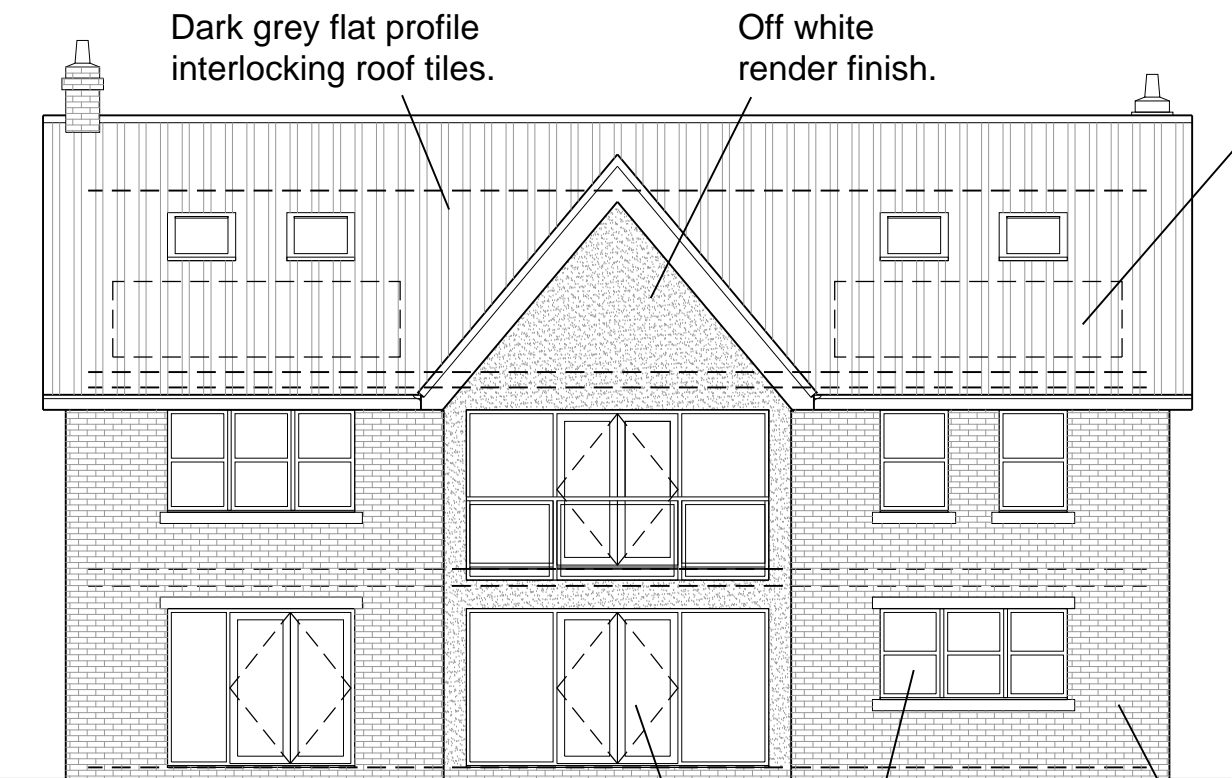 Dark grey flat profile
interlocking roof tiles.
Off white
render finish.